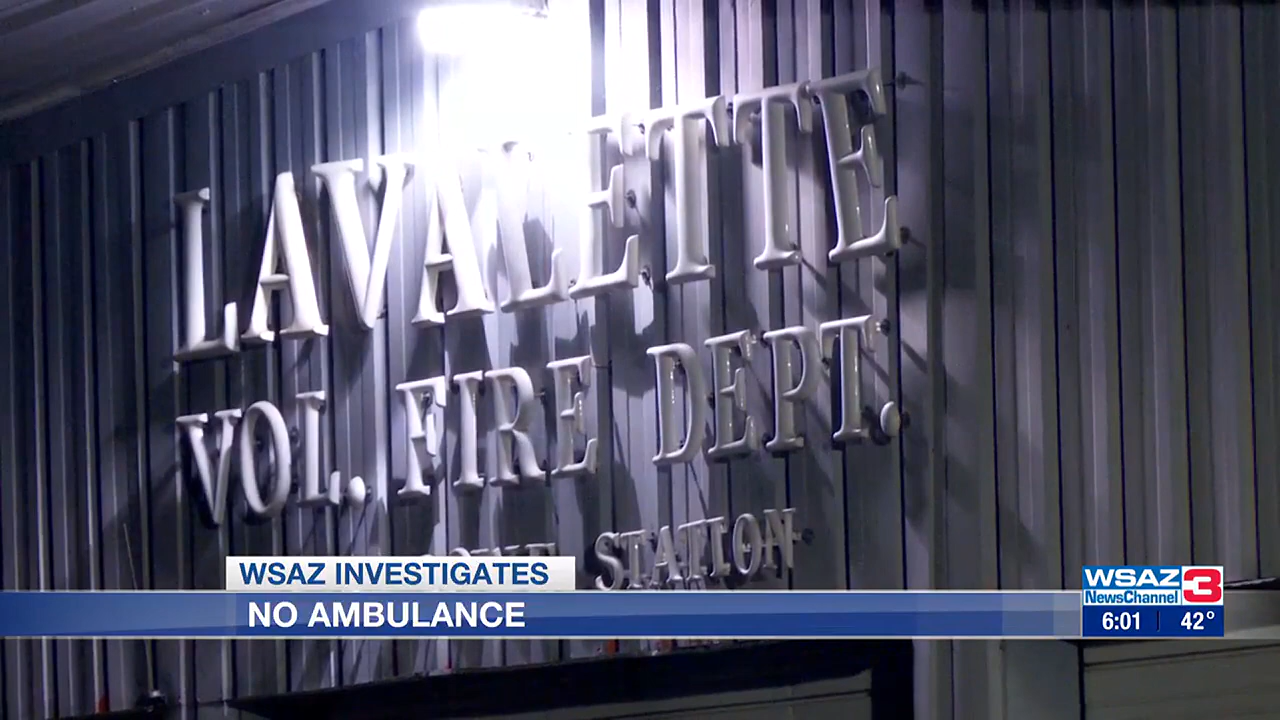 LAVALETTE
VOL. FIRE DEPT.
STATION
WSAZ INVESTIGATES
NO AMBULANCE
WSAZ 3
NewsChannel
6:01 | 42°